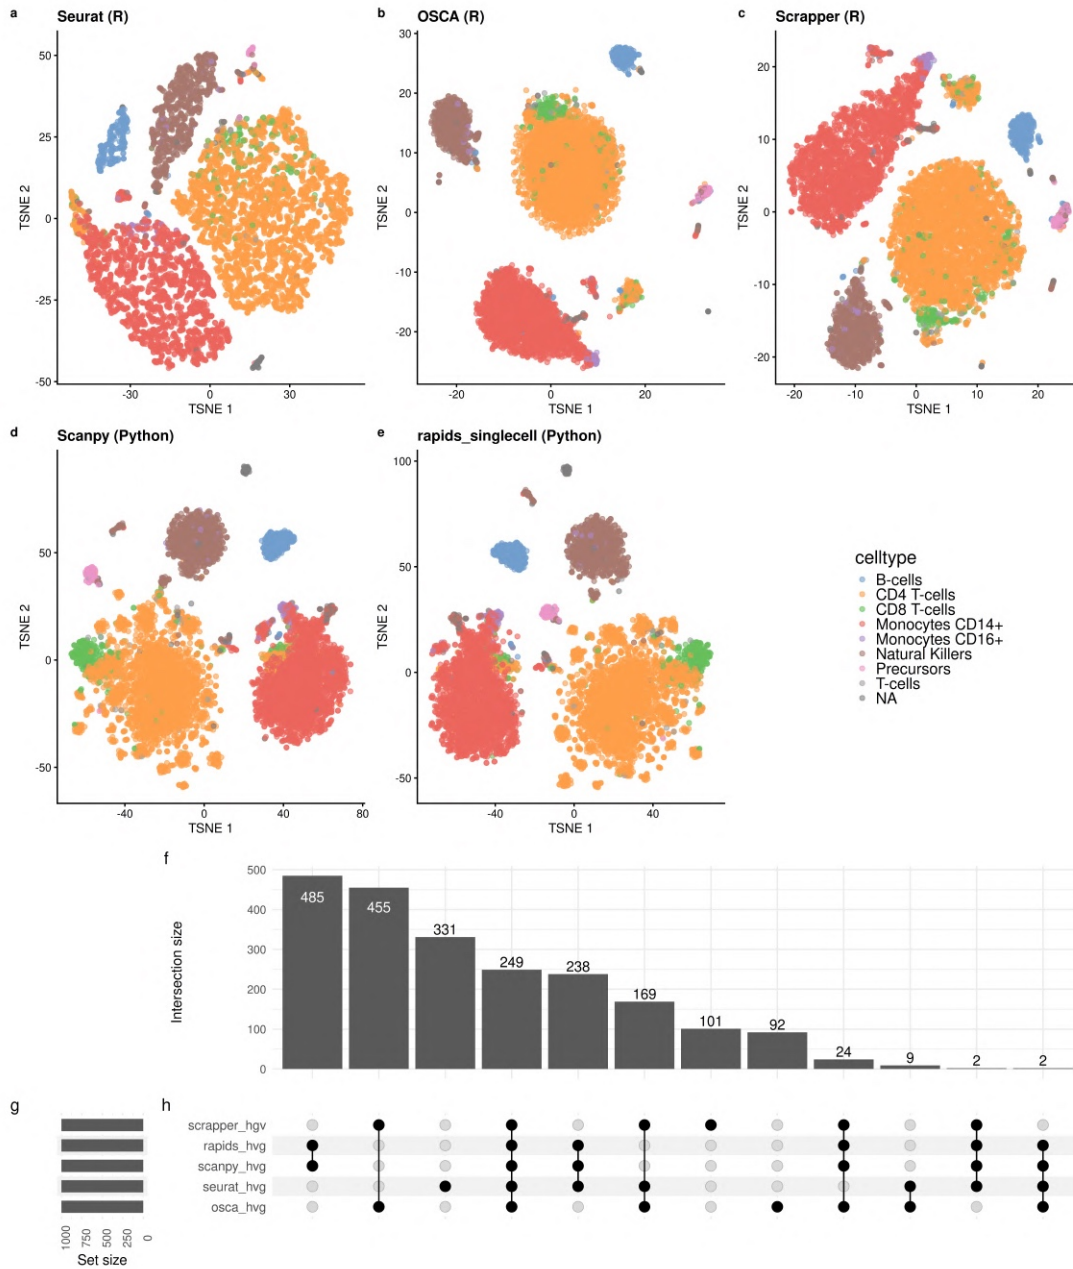 a Seurat (R)
50
25
0
-25
-50
TSNE 2
-30 0 30
TSNE 1
b OSCA (R)
30
20
10
0
-10
-20
TSNE 2
-20 0 20
TSNE 1
c Scrapper (R)
20
10
0
-10
-20
TSNE 2
-20 -10 0 10 20
TSNE 1
d Scanpy (Python)
50
0
-50
TSNE 2
-40 0 40 80
TSNE 1
e rapids_singlecell (Python)
100
50
0
-50
TSNE 2
-40 0 40
TSNE 1
celltype
B-cells
CD4 T-cells
CD8 T-cells
Monocytes CD14+
Monocytes CD16+
Natural Killers
Precursors
T-cells
NA
f
Intersection size
500
400
300
200
100
0
485 455 331 249 238 169 101 92 24 9 2 2
g
1000 750 500 250 0
Set size
h
scrapper_hgv
rapids_hvg
scanpy_hvg
seurat_hvg
osca_hvg